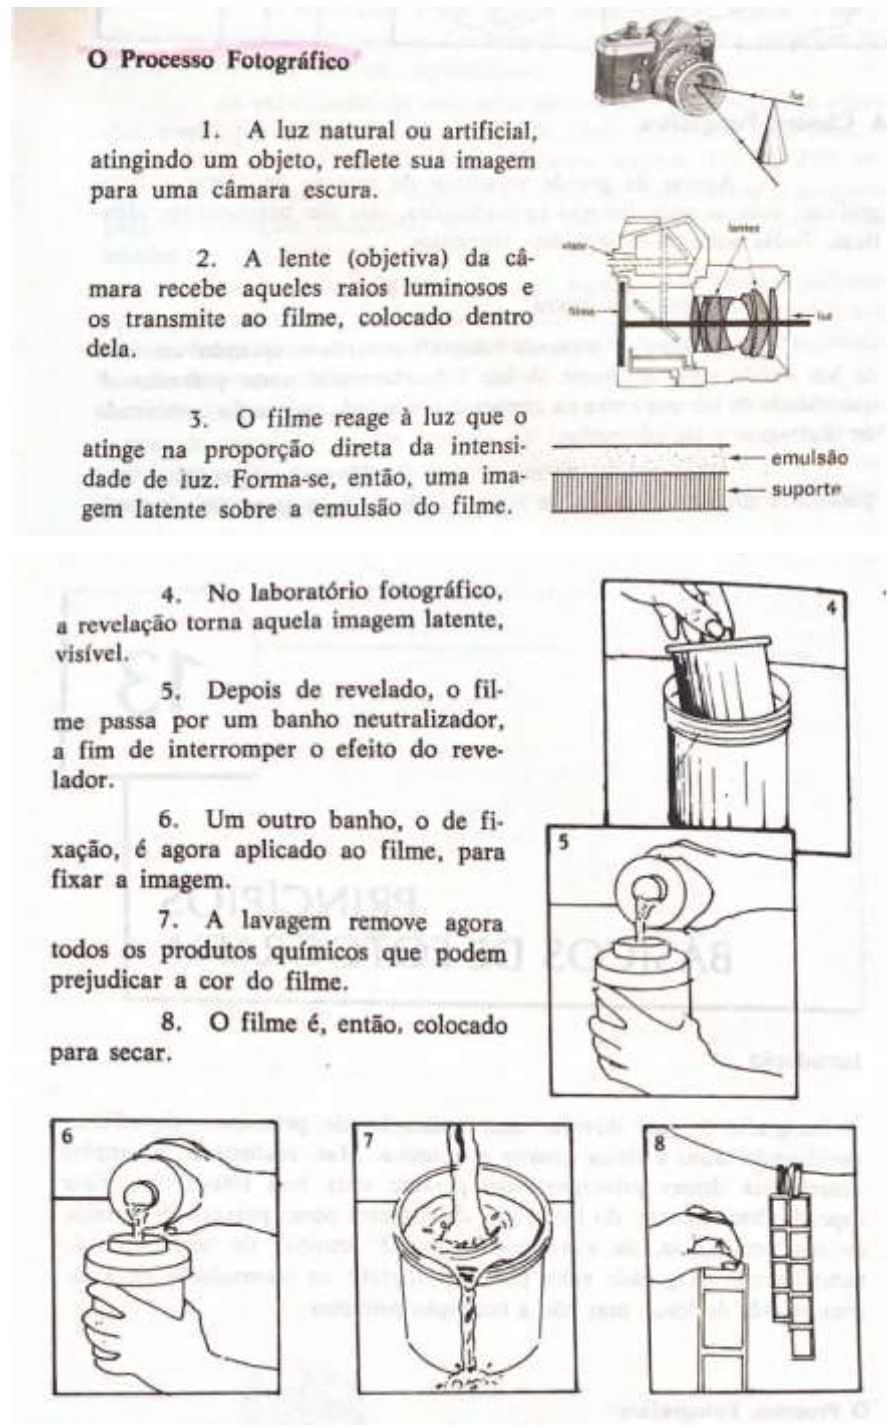 O Processo Fotográfico
1. A luz natural ou artificial,
atingindo um objeto, reflete sua imagem
para uma câmara escura.
luz
2. A lente (objetiva) da câ-
mara recebe aqueles raios luminosos e
os transmite ao filme, colocado dentro
dela.
lentes
visor
filme
luz
3. O filme reage à luz que o
atinge na proporção direta da intensi-
dade de luz. Forma-se, então, uma ima-
gem latente sobre a emulsão do filme.
emulsão
suporte
4. No laboratório fotográfico,
a revelação torna aquela imagem latente,
visível.
5. Depois de revelado, o fil-
me passa por um banho neutralizador,
a fim de interromper o efeito do reve-
lador.
6. Um outro banho, o de fi-
xação, é agora aplicado ao filme, para
fixar a imagem.
7. A lavagem remove agora
todos os produtos químicos que podem
prejudicar a cor do filme.
8. O filme é, então, colocado
para secar.
4
5
6
7
8